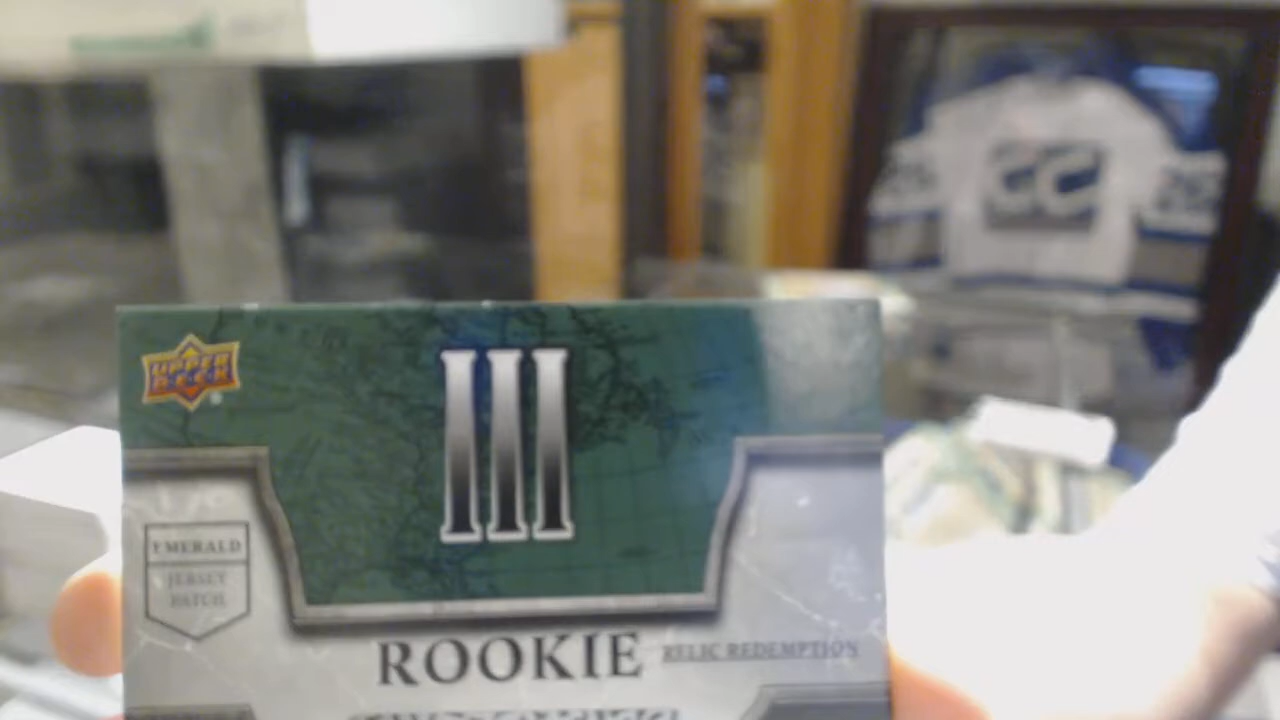 UPPER
DECK
III
EMERALD
JERSEY
PATCH
ROOKIE
RELIC REDEMPTION